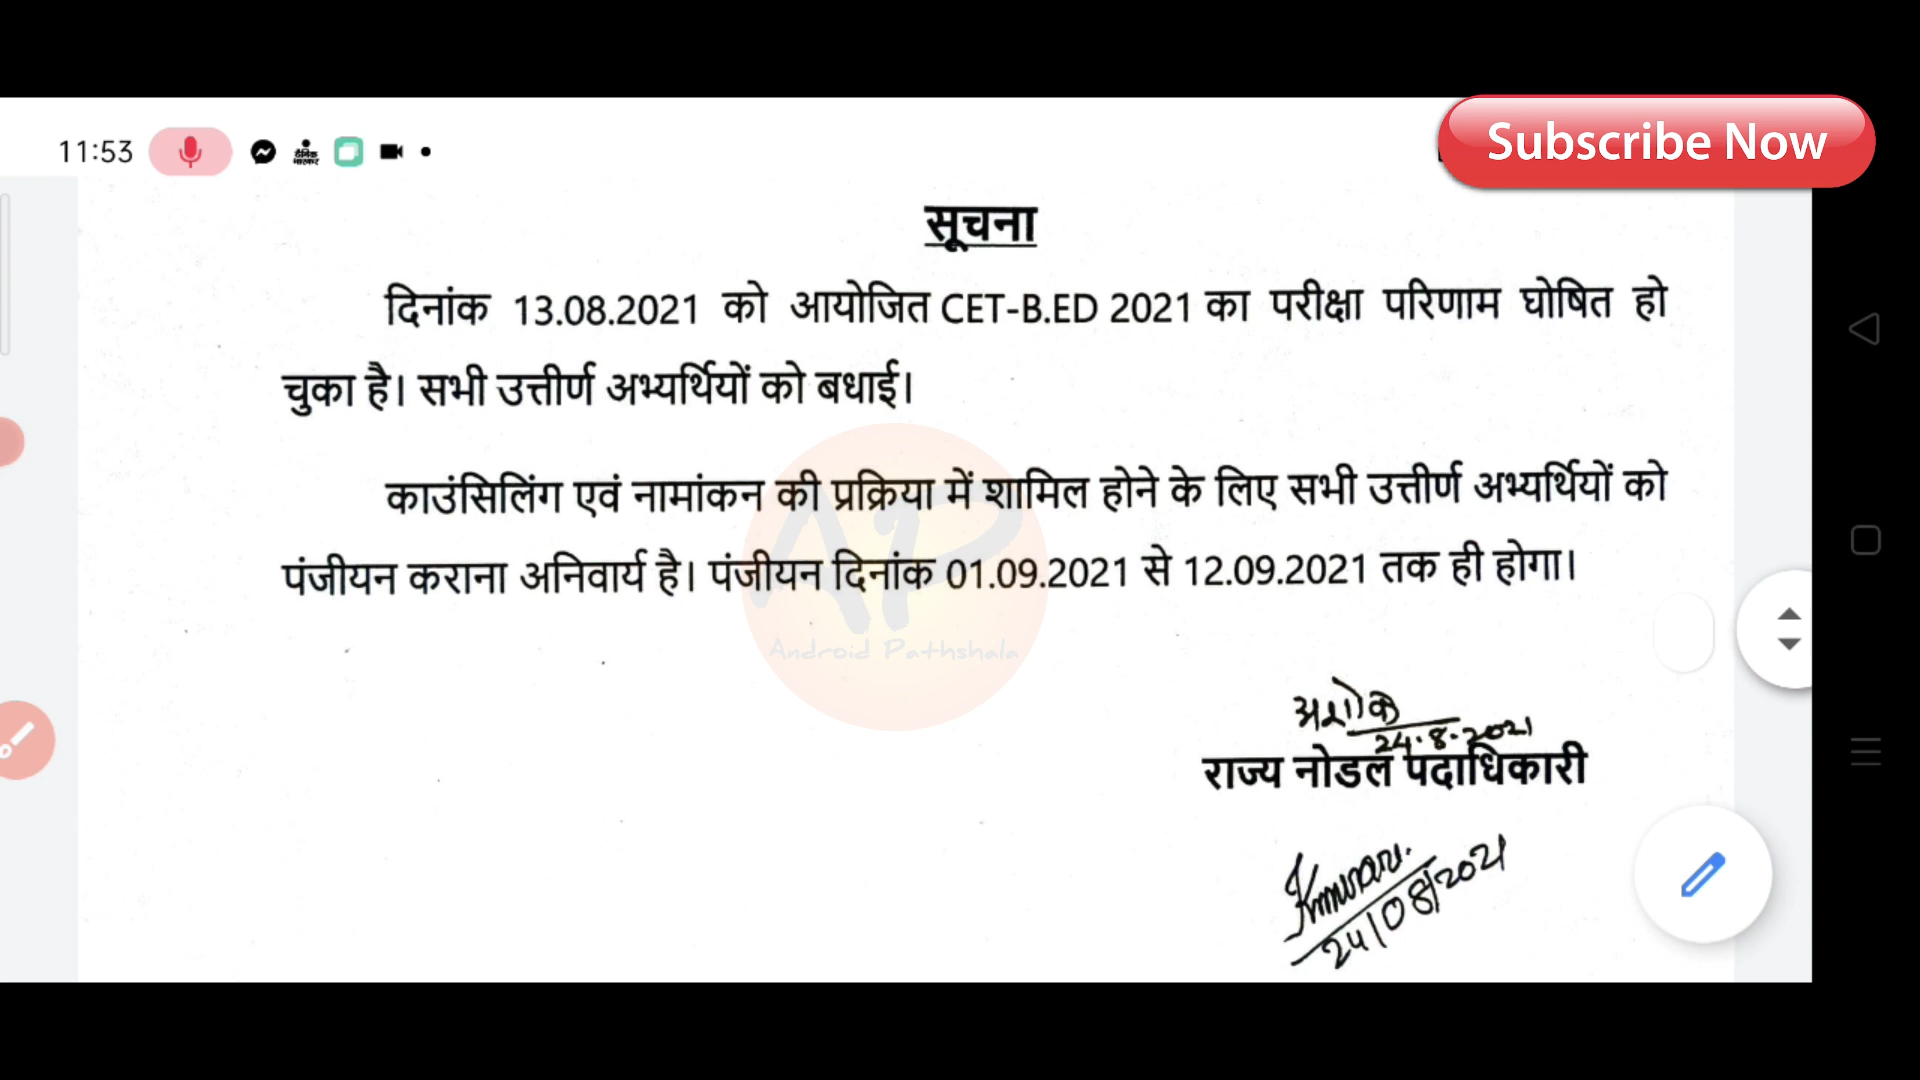 11:53
दैनिक भास्कर
Subscribe Now
सूचना
दिनांक 13.08.2021 को आयोजित CET-B.ED 2021 का परीक्षा परिणाम घोषित हो
चुका है। सभी उत्तीर्ण अभ्यर्थियों को बधाई।
काउंसिलिंग एवं नामांकन की प्रक्रिया में शामिल होने के लिए सभी उत्तीर्ण अभ्यर्थियों को
पंजीयन कराना अनिवार्य है। पंजीयन दिनांक 01.09.2021 से 12.09.2021 तक ही होगा।
AP
Android Pathshala
अशोक
24.8.2021
राज्य नोडल पदाधिकारी
24/08/2021